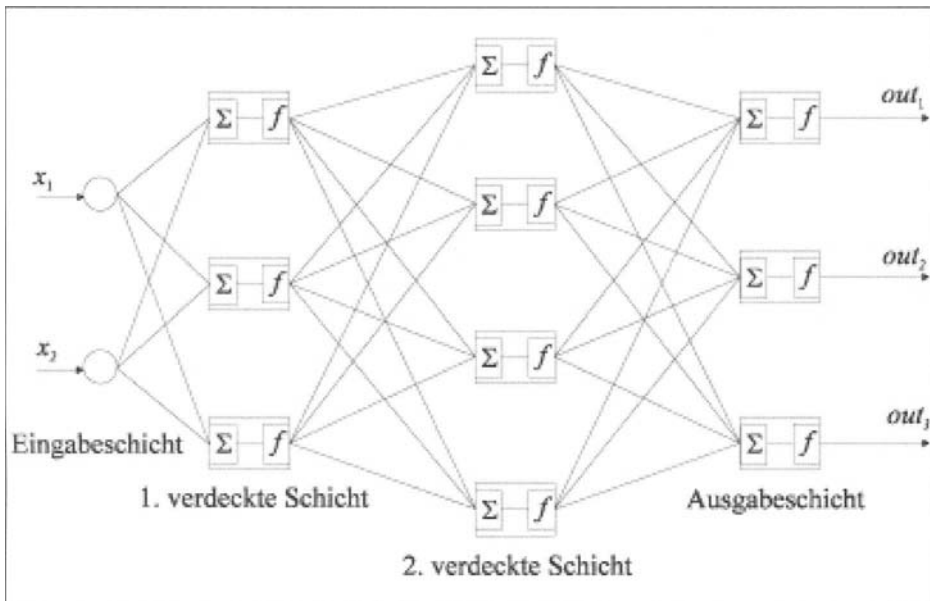 Σ f
Σ f out₁
x₁
Σ f
Σ f Σ f out₂
x₂
Σ f
Σ f Σ f out₃
Eingabeschicht
1. verdeckte Schicht
Σ f
Ausgabeschicht
2. verdeckte Schicht